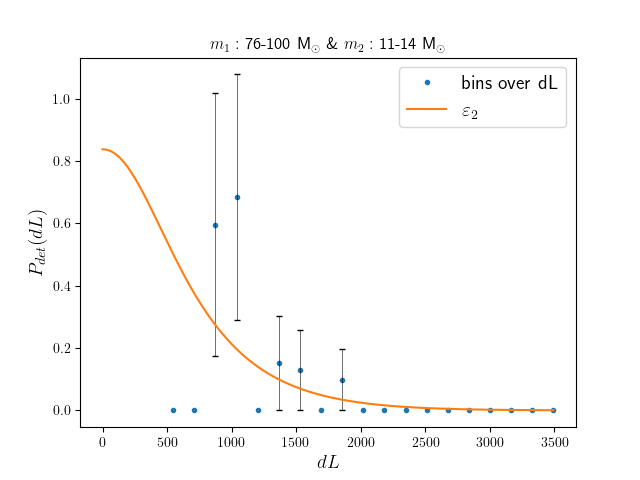 m₁ : 76-100 M⊙ & m₂ : 11-14 M⊙
bins over dL
ε₂
P_det(dL)
1.0
0.8
0.6
0.4
0.2
0.0
0 500 1000 1500 2000 2500 3000 3500
dL